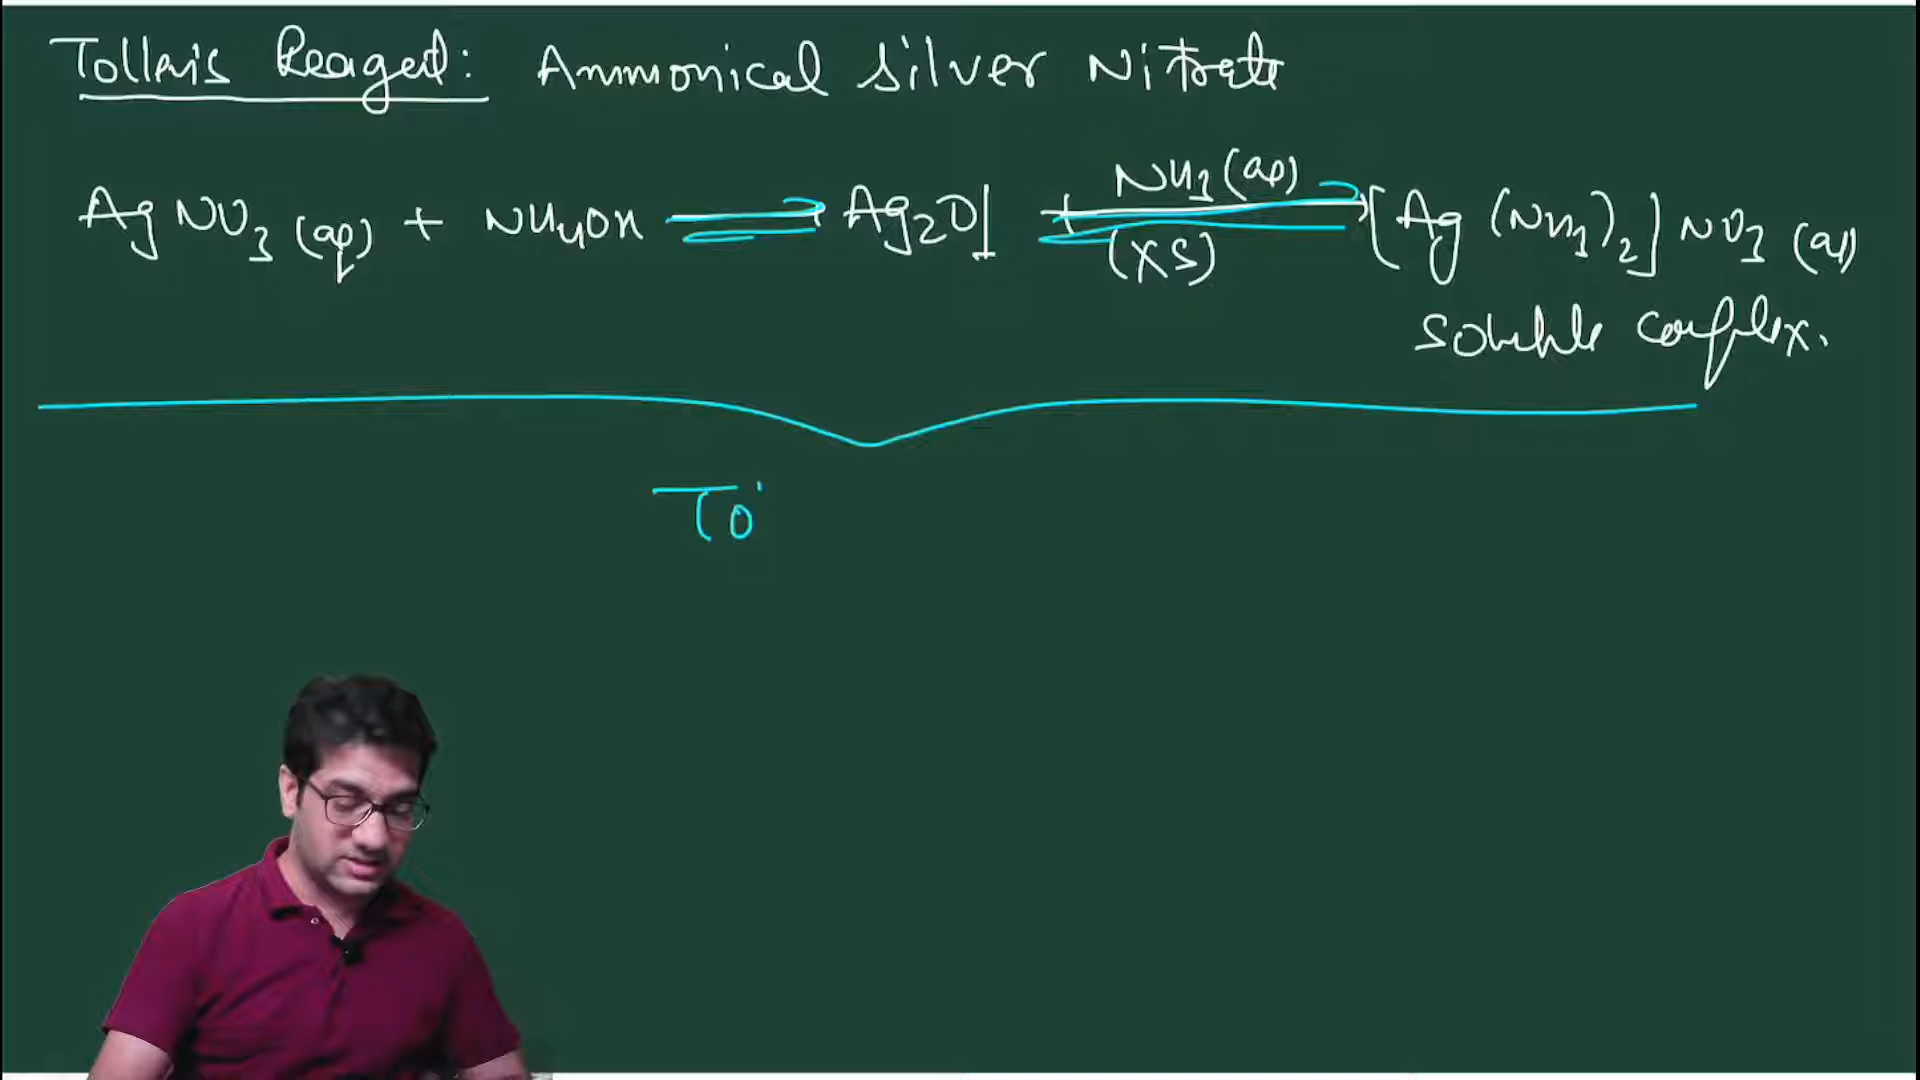 Tollen's Reagent: Ammonical Silver Nitrate
AgNO3 (aq) + NH4OH ⟶ Ag2O↓ + NH3 (aq) (XS) ⟶ [Ag (NH3)2] NO3 (aq)
Soluble complex.
To